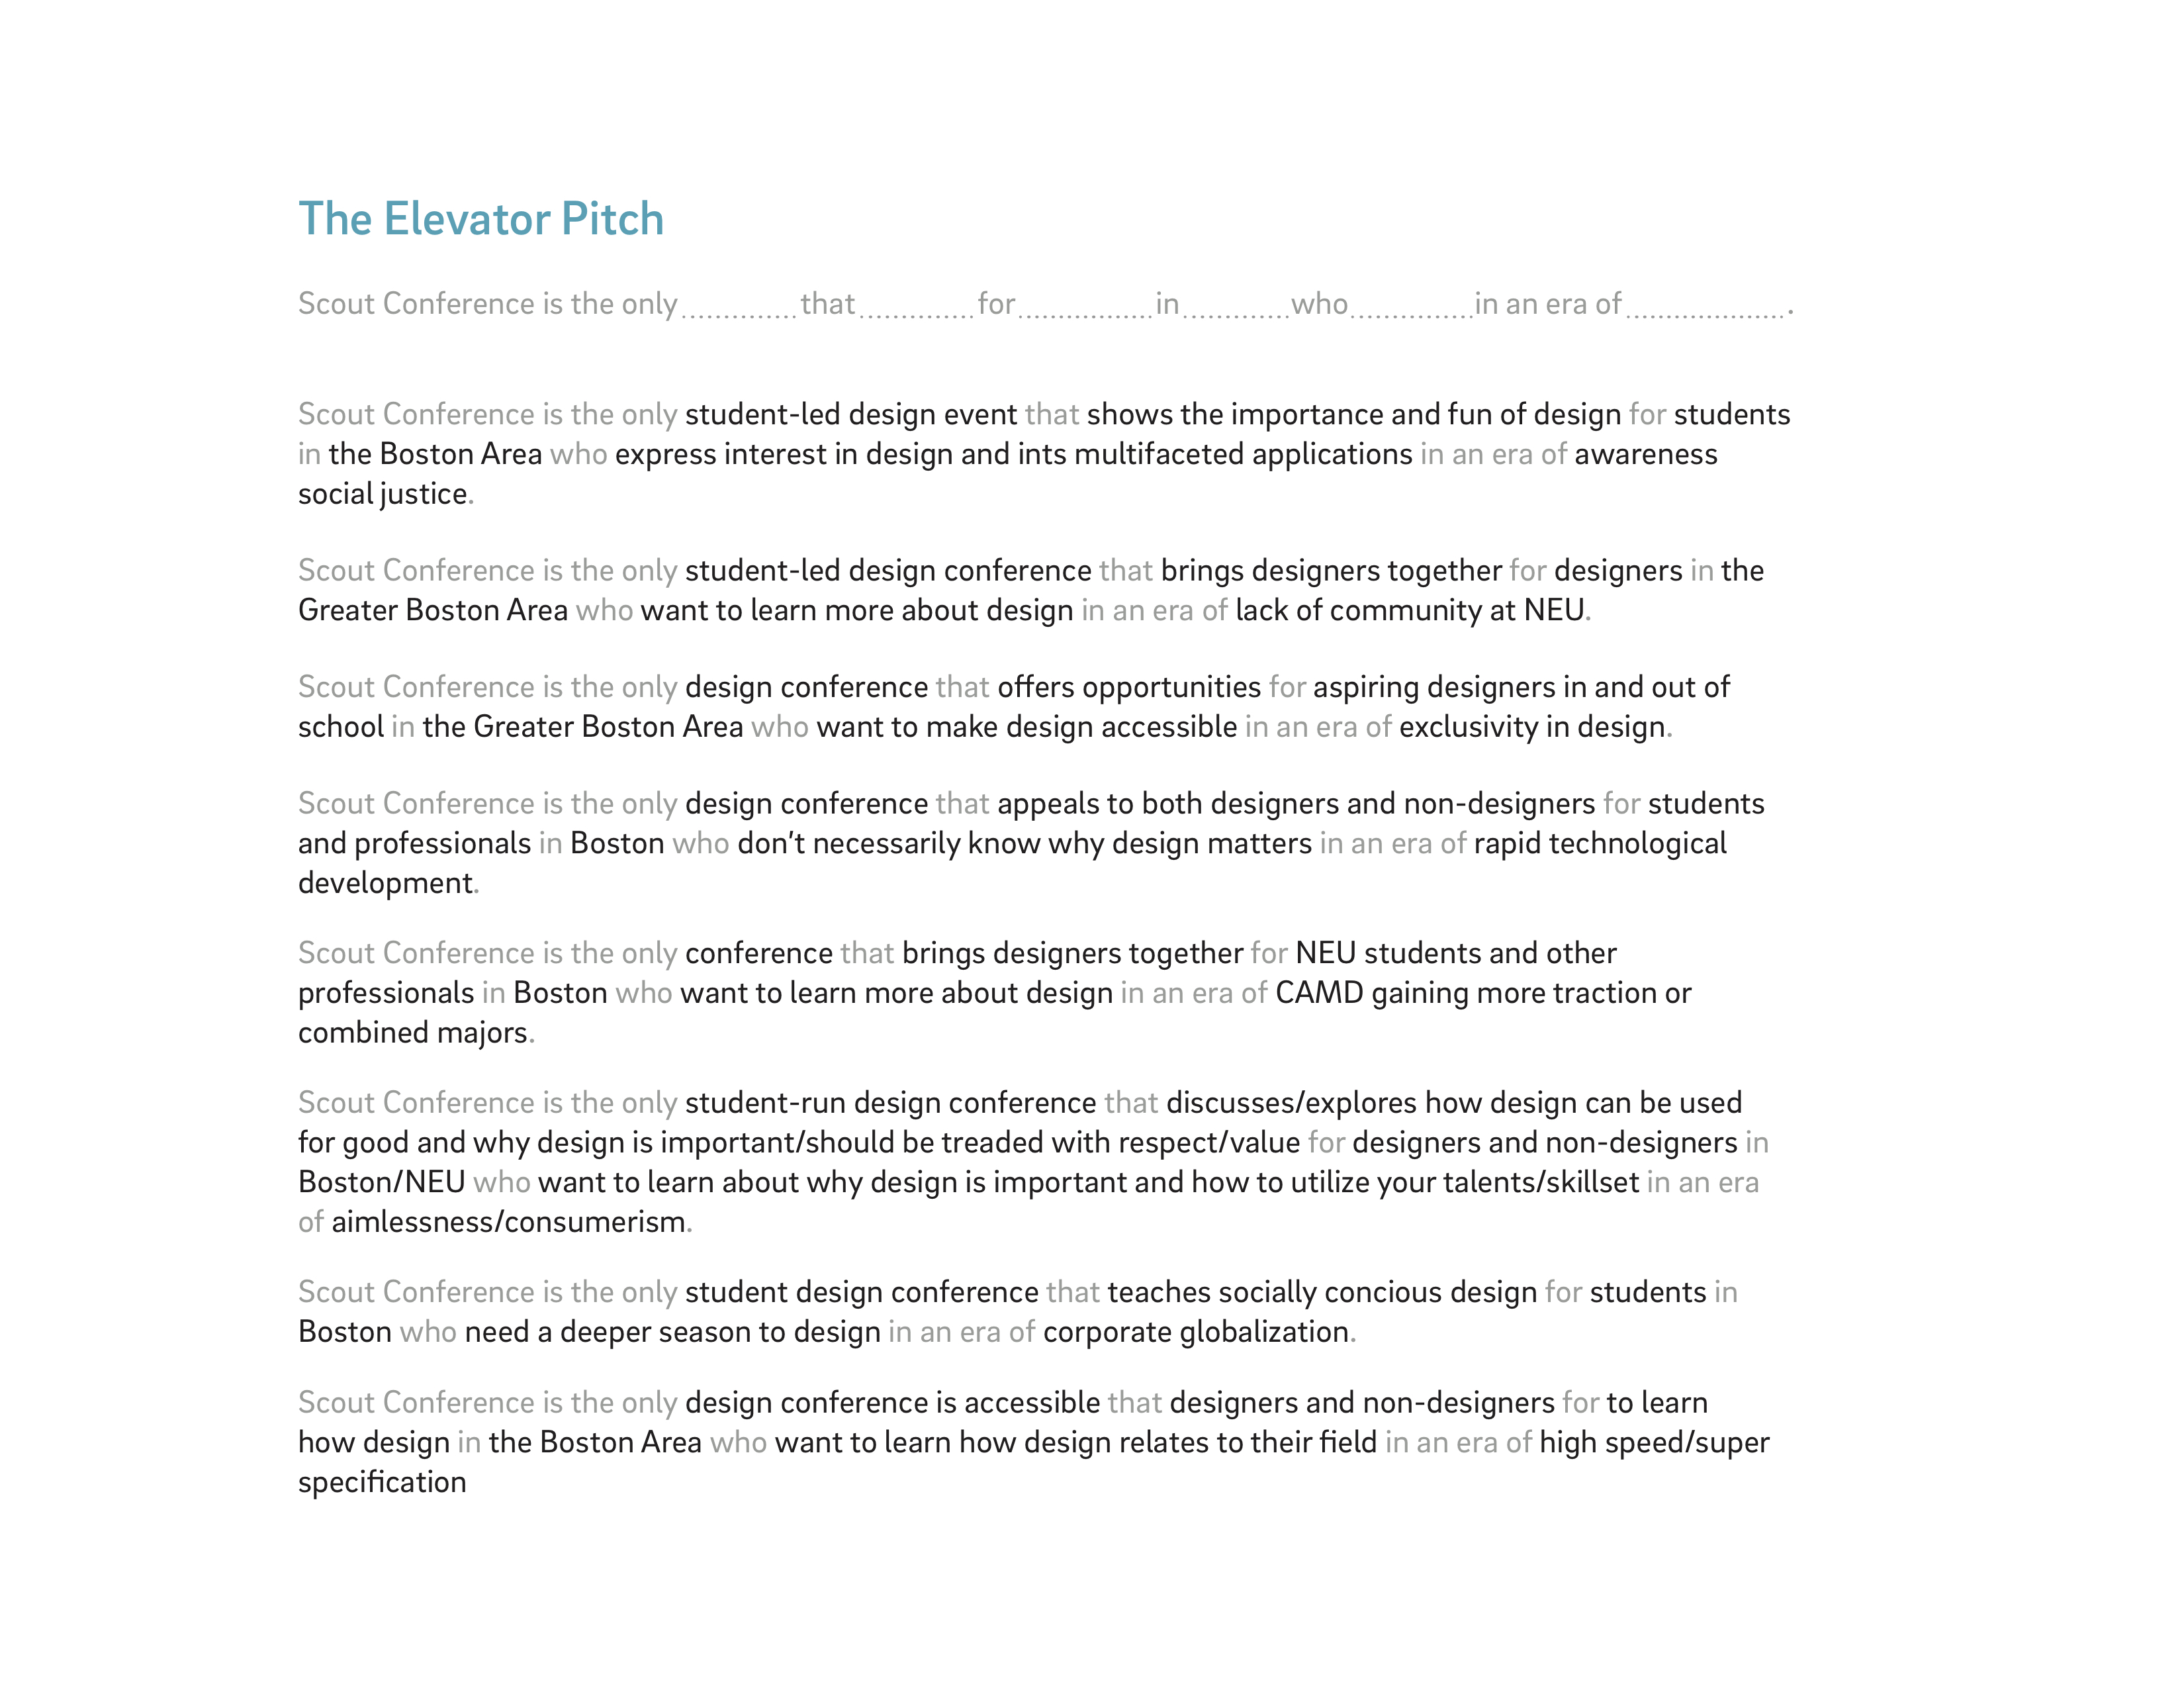 The Elevator Pitch
Scout Conference is the only ............ that ............ for ............ in ............ who ............ in an era of ............ .
Scout Conference is the only student-led design event that shows the importance and fun of design for students
in the Boston Area who express interest in design and ints multifaceted applications in an era of awareness
social justice.
Scout Conference is the only student-led design conference that brings designers together for designers in the
Greater Boston Area who want to learn more about design in an era of lack of community at NEU.
Scout Conference is the only design conference that offers opportunities for aspiring designers in and out of
school in the Greater Boston Area who want to make design accessible in an era of exclusivity in design.
Scout Conference is the only design conference that appeals to both designers and non-designers for students
and professionals in Boston who don't necessarily know why design matters in an era of rapid technological
development.
Scout Conference is the only conference that brings designers together for NEU students and other
professionals in Boston who want to learn more about design in an era of CAMD gaining more traction or
combined majors.
Scout Conference is the only student-run design conference that discusses/explores how design can be used
for good and why design is important/should be treaded with respect/value for designers and non-designers in
Boston/NEU who want to learn about why design is important and how to utilize your talents/skillset in an era
of aimlessness/consumerism.
Scout Conference is the only student design conference that teaches socially concious design for students in
Boston who need a deeper season to design in an era of corporate globalization.
Scout Conference is the only design conference is accessible that designers and non-designers for to learn
how design in the Boston Area who want to learn how design relates to their field in an era of high speed/super
specification